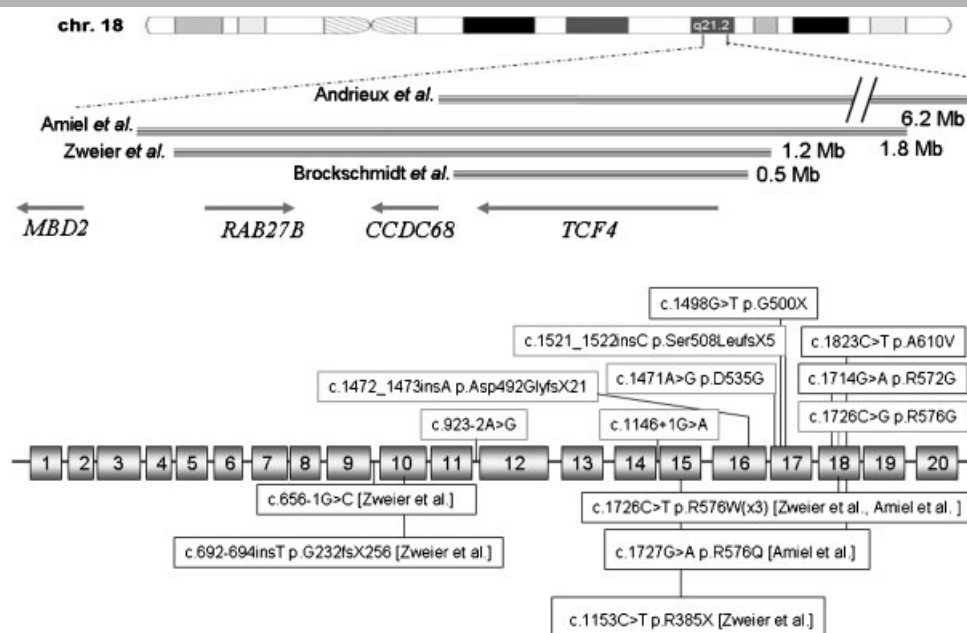 chr. 18
q21.2
Andrieux et al.
6.2 Mb
Amiel et al.
1.8 Mb
Zweier et al.
1.2 Mb
Brockschmidt et al.
0.5 Mb
MBD2 RAB27B CCDC68 TCF4
c.1498G>T p.G500X
c.1521_1522insC p.Ser508LeufsX5
c.1823C>T p.A610V
c.1472_1473insA p.Asp492GlyfsX21
c.1471A>G p.D535G
c.1714G>A p.R572G
c.923-2A>G
c.1146+1G>A
c.1726C>G p.R576G
1 2 3 4 5 6 7 8 9 10 11 12 13 14 15 16 17 18 19 20
c.656-1G>C [Zweier et al.]
c.1726C>T p.R576W(x3) [Zweier et al., Amiel et al. ]
c.692-694insT p.G232fsX256 [Zweier et al.]
c.1727G>A p.R576Q [Amiel et al.]
c.1153C>T p.R385X [Zweier et al.]